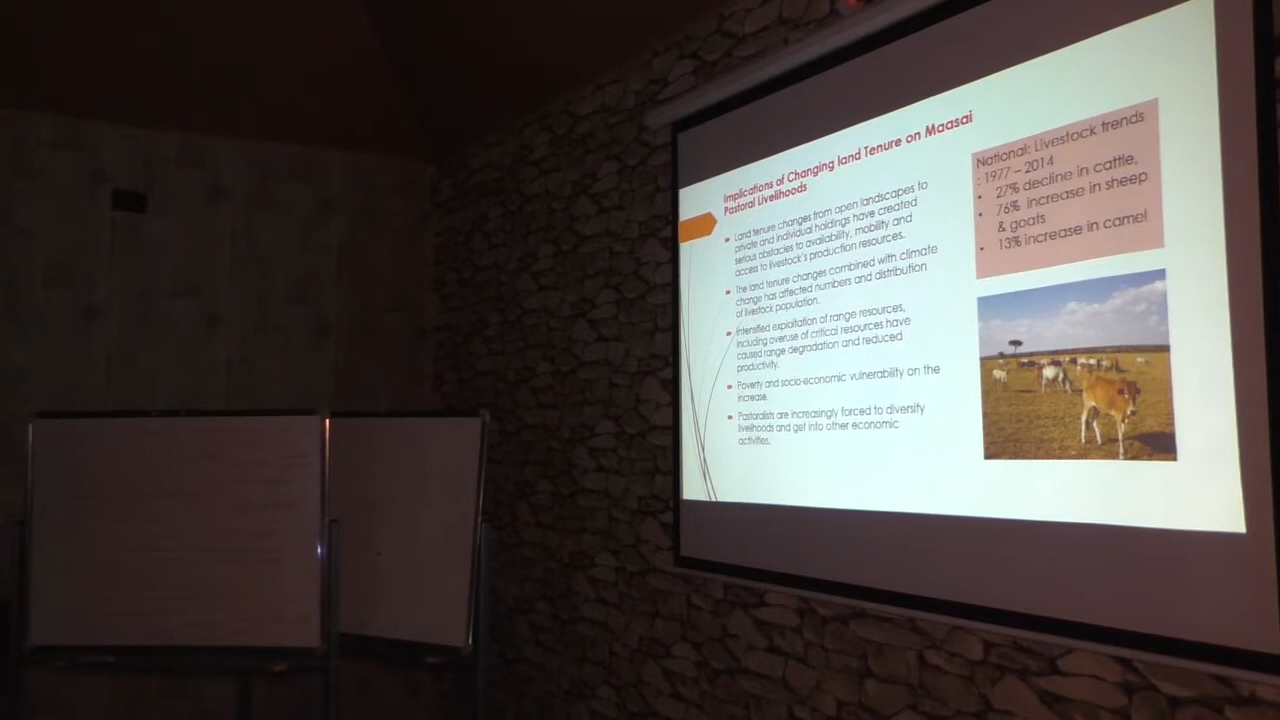 Implications of Changing land Tenure on Maasai
Pastoral Livelihoods
Land tenure changes from open landscapes to
private and individual holdings have created
serious obstacles to availability, mobility and
access to livestock's production resources.
The land tenure changes combined with climate
change has affected numbers and distribution
of livestock population.
Intensified exploitation of range resources,
including overuse of critical resources have
caused range degradation and reduced
productivity.
Poverty and socio-economic vulnerability on the
increase.
Pastoralists are increasingly forced to diversity
livelihoods and get into other economic
activities.
National: Livestock trends
: 1977 – 2014
• 27% decline in cattle,
• 76% increase in sheep
& goats
• 13% increase in camel